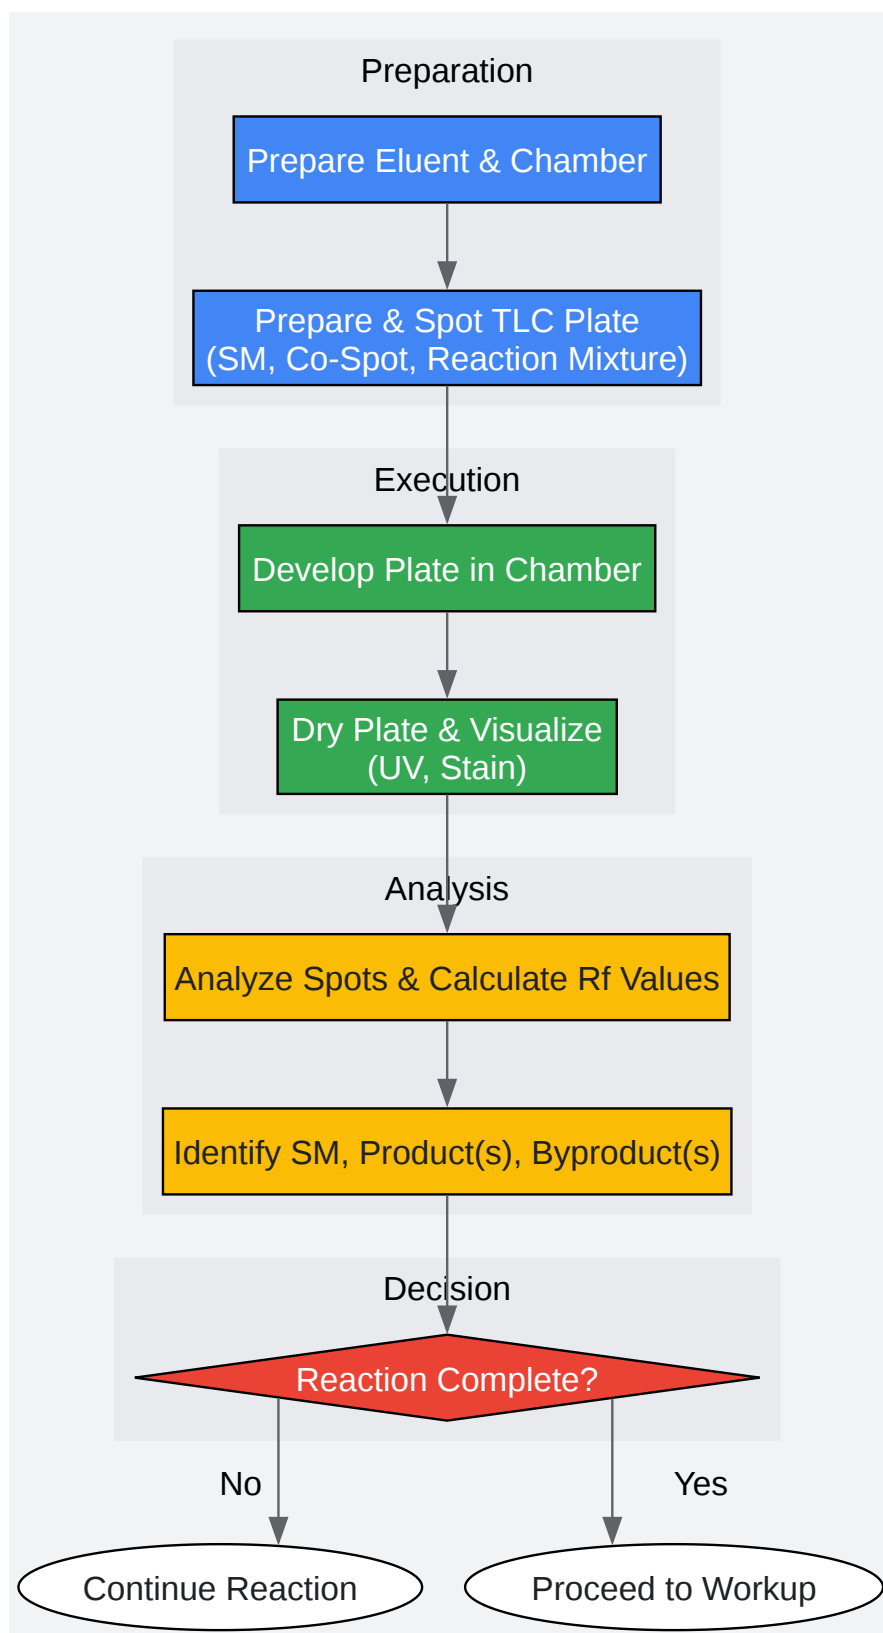 Preparation
Prepare Eluent & Chamber
Prepare & Spot TLC Plate
(SM, Co-Spot, Reaction Mixture)
Execution
Develop Plate in Chamber
Dry Plate & Visualize
(UV, Stain)
Analysis
Analyze Spots & Calculate Rf Values
Identify SM, Product(s), Byproduct(s)
Decision
Reaction Complete?
No
Yes
Continue Reaction
Proceed to Workup